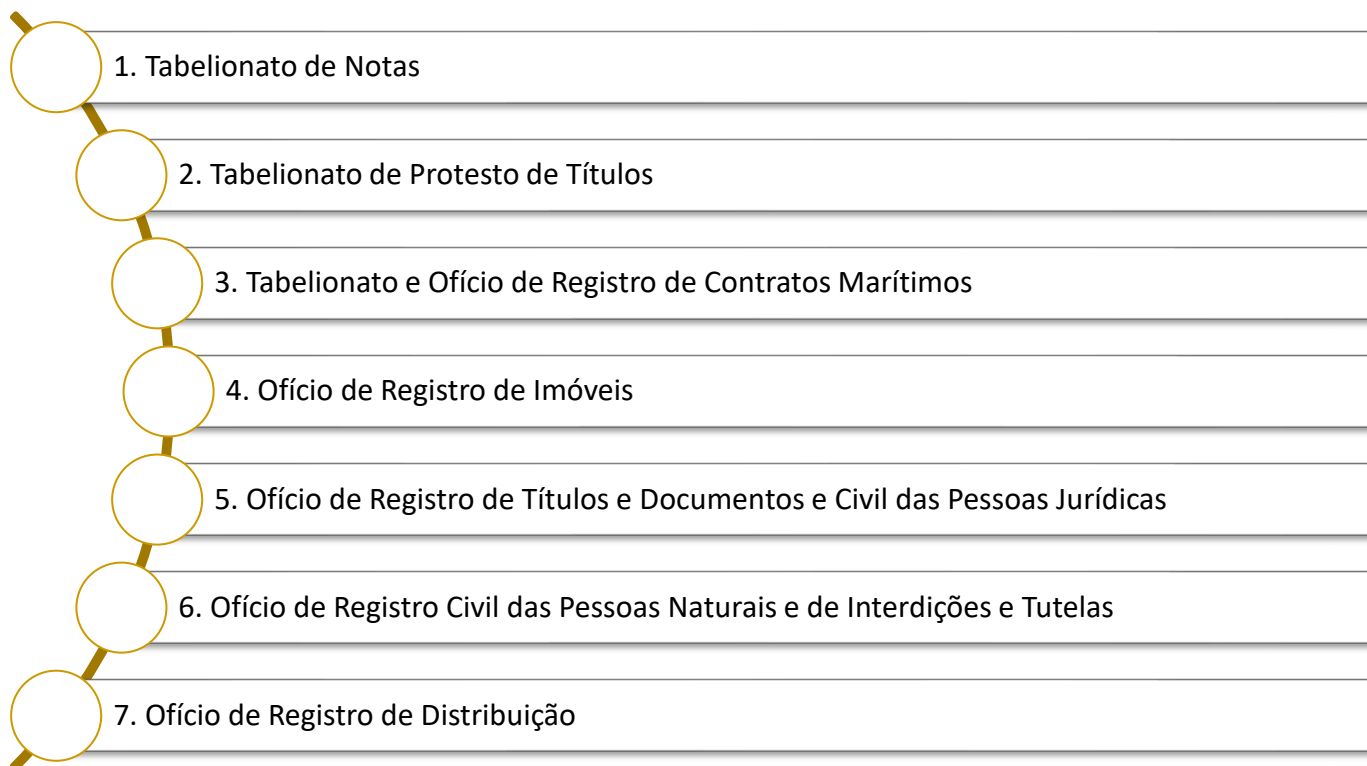 1. Tabelionato de Notas
2. Tabelionato de Protesto de Títulos
3. Tabelionato e Ofício de Registro de Contratos Marítimos
4. Ofício de Registro de Imóveis
5. Ofício de Registro de Títulos e Documentos e Civil das Pessoas Jurídicas
6. Ofício de Registro Civil das Pessoas Naturais e de Interdições e Tutelas
7. Ofício de Registro de Distribuição